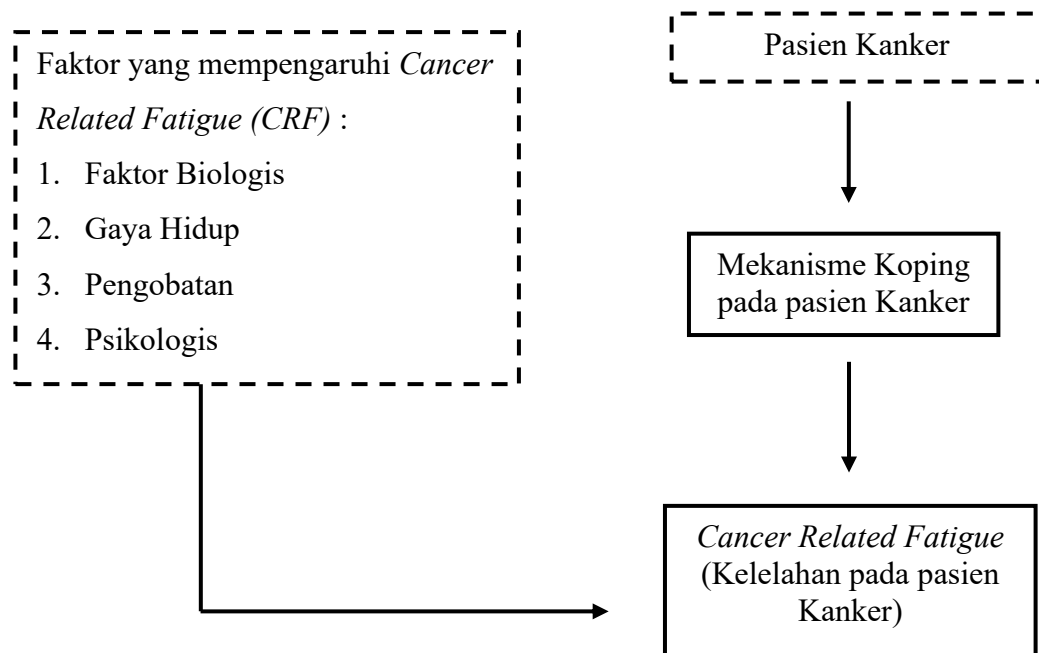 Faktor yang mempengaruhi Cancer
Related Fatigue (CRF) :
1. Faktor Biologis
2. Gaya Hidup
3. Pengobatan
4. Psikologis
Pasien Kanker
Mekanisme Koping
pada pasien Kanker
Cancer Related Fatigue
(Kelelahan pada pasien
Kanker)